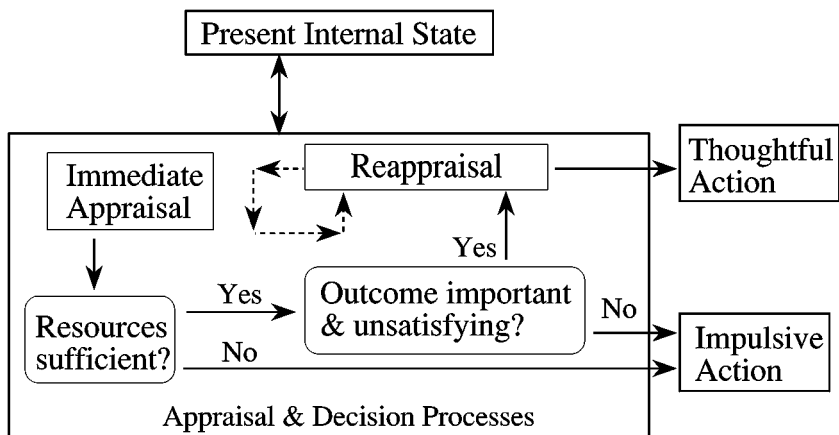 Present Internal State
Immediate
Appraisal
Reappraisal
Thoughtful
Action
Yes
Resources
sufficient?
Yes
No
Outcome important
& unsatisfying?
No
Impulsive
Action
Appraisal & Decision Processes